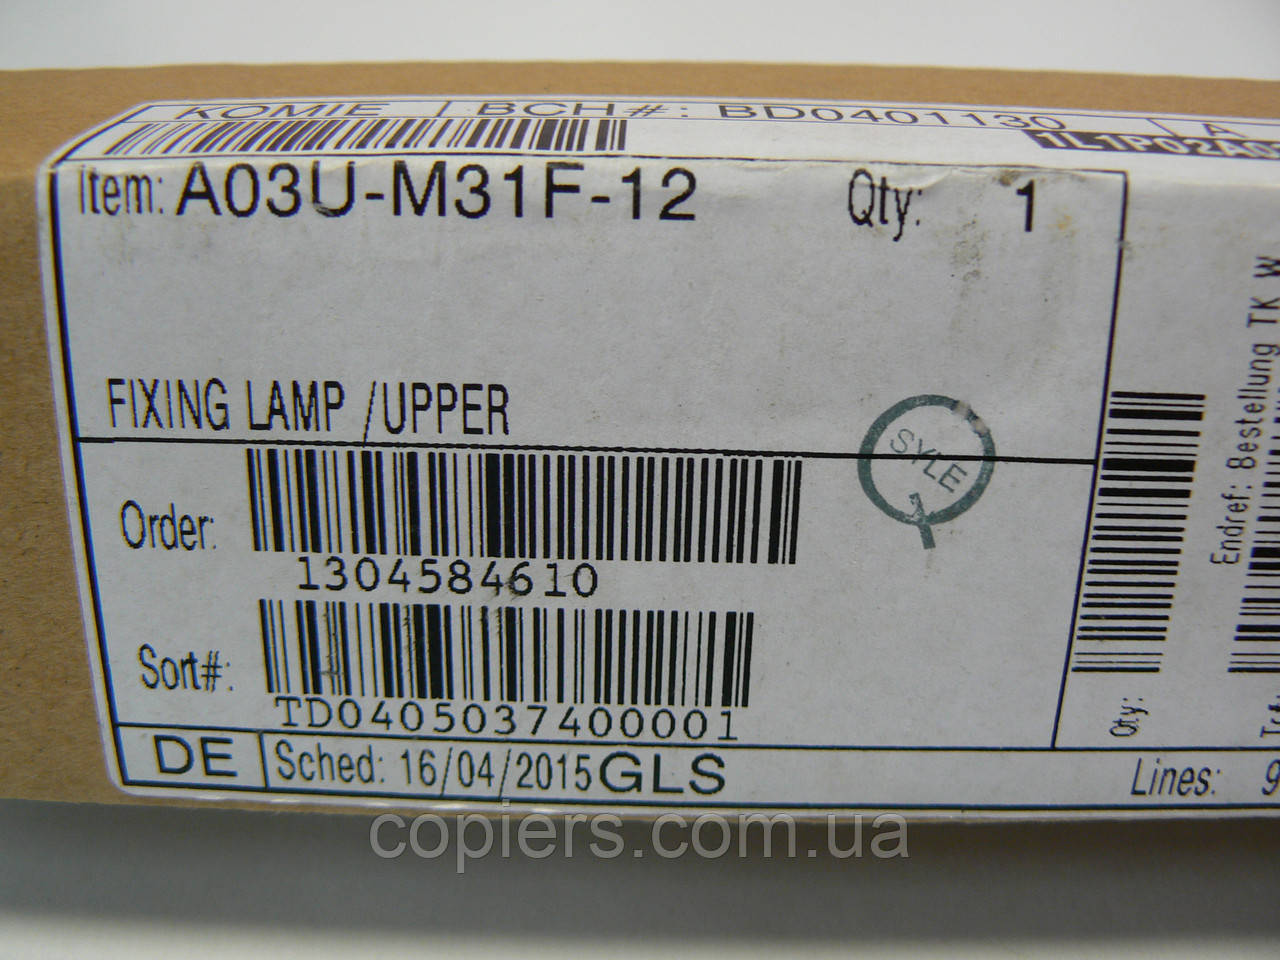 KOMIE BCH#: BD0401130 A
Item: A03U-M31F-12 Qty: 1
FIXING LAMP /UPPER
SYLE
Order:
1304584610
Sort#:
TD0405037400001
DE Sched: 16/04/2015 GLS Lines:
Qty:
Endref: Bestellung TK W
copiers.com.ua